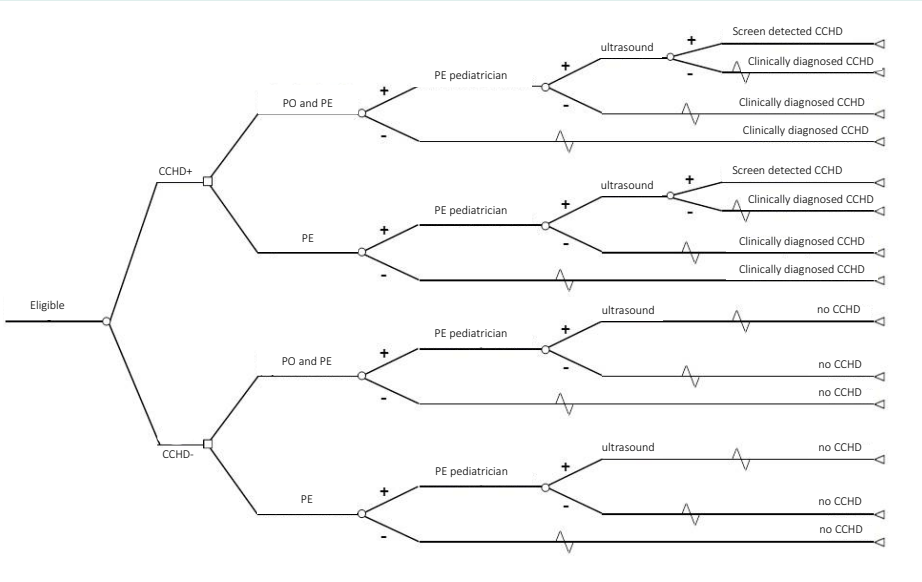 Screen detected CCHD
+
ultrasound
Clinically diagnosed CCHD
+
-
PE pediatrician
+
PO and PE
-
Clinically diagnosed CCHD
-
Clinically diagnosed CCHD
CCHD+
Screen detected CCHD
+
ultrasound
Clinically diagnosed CCHD
+
-
PE pediatrician
+
PE
-
Clinically diagnosed CCHD
-
Clinically diagnosed CCHD
Eligible
ultrasound
no CCHD
+
PE pediatrician
+
PO and PE
-
no CCHD
-
no CCHD
CCHD-
ultrasound
no CCHD
+
PE pediatrician
+
PE
-
no CCHD
-
no CCHD